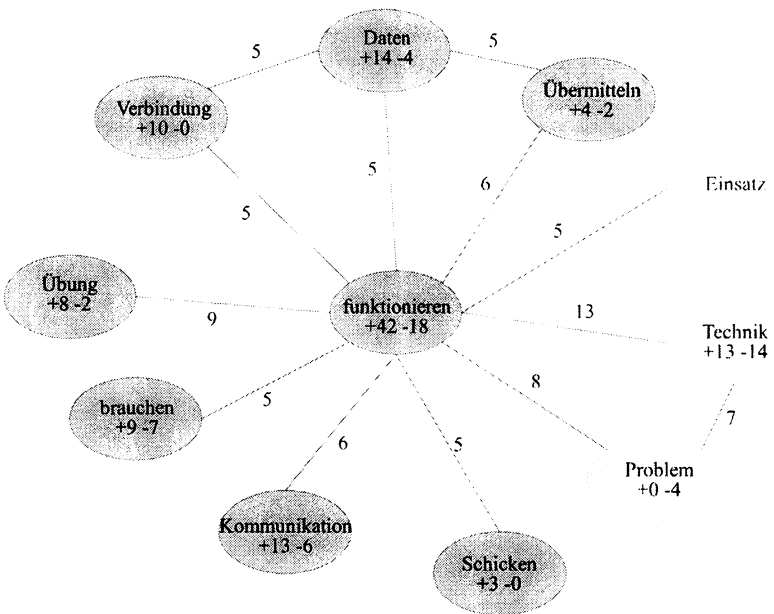 Daten
+14 -4
5
5
Übermitteln
+4 -2
Verbindung
+10 -0
5
6
Einsatz
5
5
Übung
+8 -2
9
funktionieren
+42 -18
13
Technik
+13 -14
8
brauchen
+9 -7
5
7
6
5
Problem
+0 -4
Kommunikation
+13 -6
Schicken
+3 -0